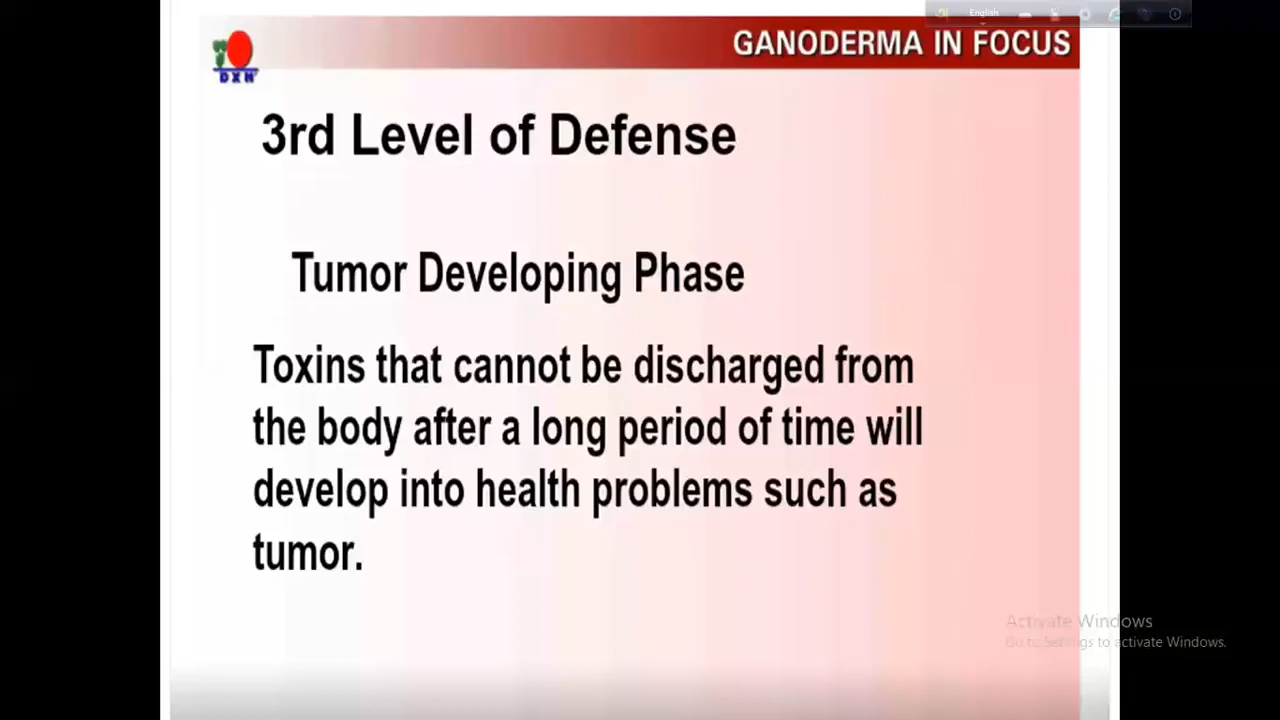 English
GANODERMA IN FOCUS
DXN
3rd Level of Defense
Tumor Developing Phase
Toxins that cannot be discharged from
the body after a long period of time will
develop into health problems such as
tumor.
Activate Windows
Go to Settings to activate Windows.